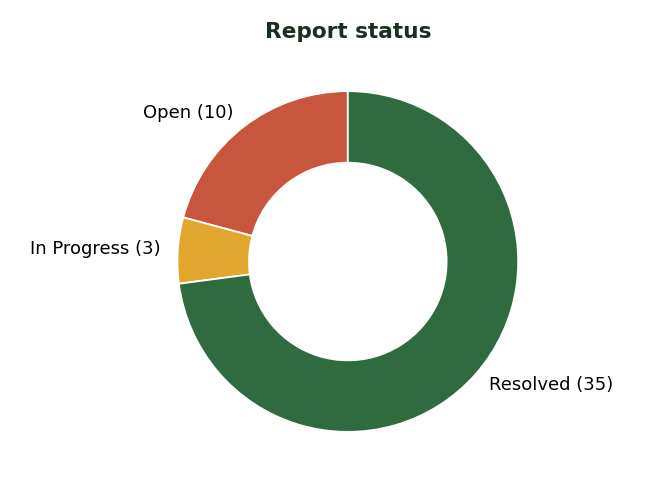 Report status
Open (10)
In Progress (3)
Resolved (35)